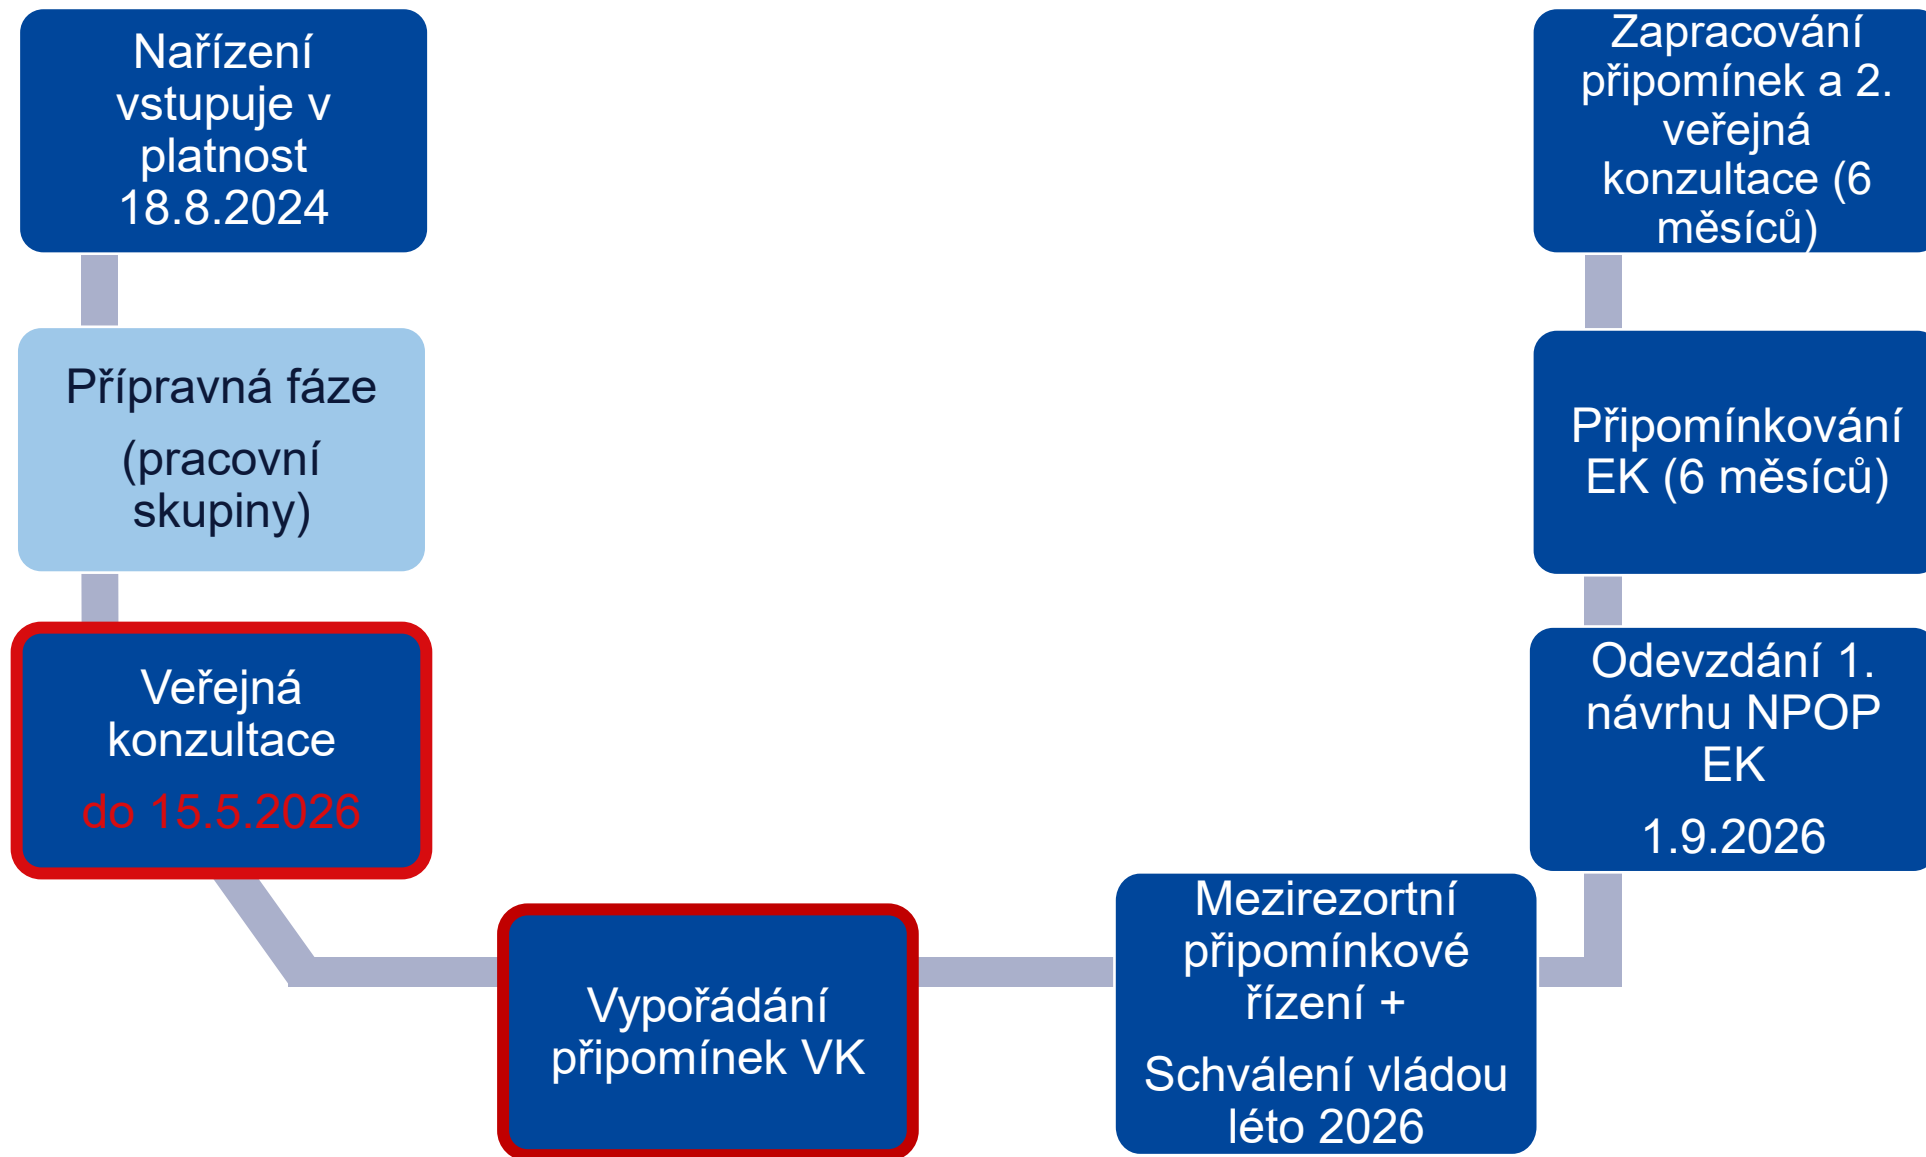 Nařízení
vstupuje v
platnost
18.8.2024
Přípravná fáze
(pracovní
skupiny)
Veřejná
konzultace
do 15.5.2026
Vypořádání
připomínek VK
Mezirezortní
připomínkové
řízení +
Schválení vládou
léto 2026
Odevzdání 1.
návrhu NPOP
EK
1.9.2026
Připomínkování
EK (6 měsíců)
Zapracování
připomínek a 2.
veřejná
konzultace (6
měsíců)